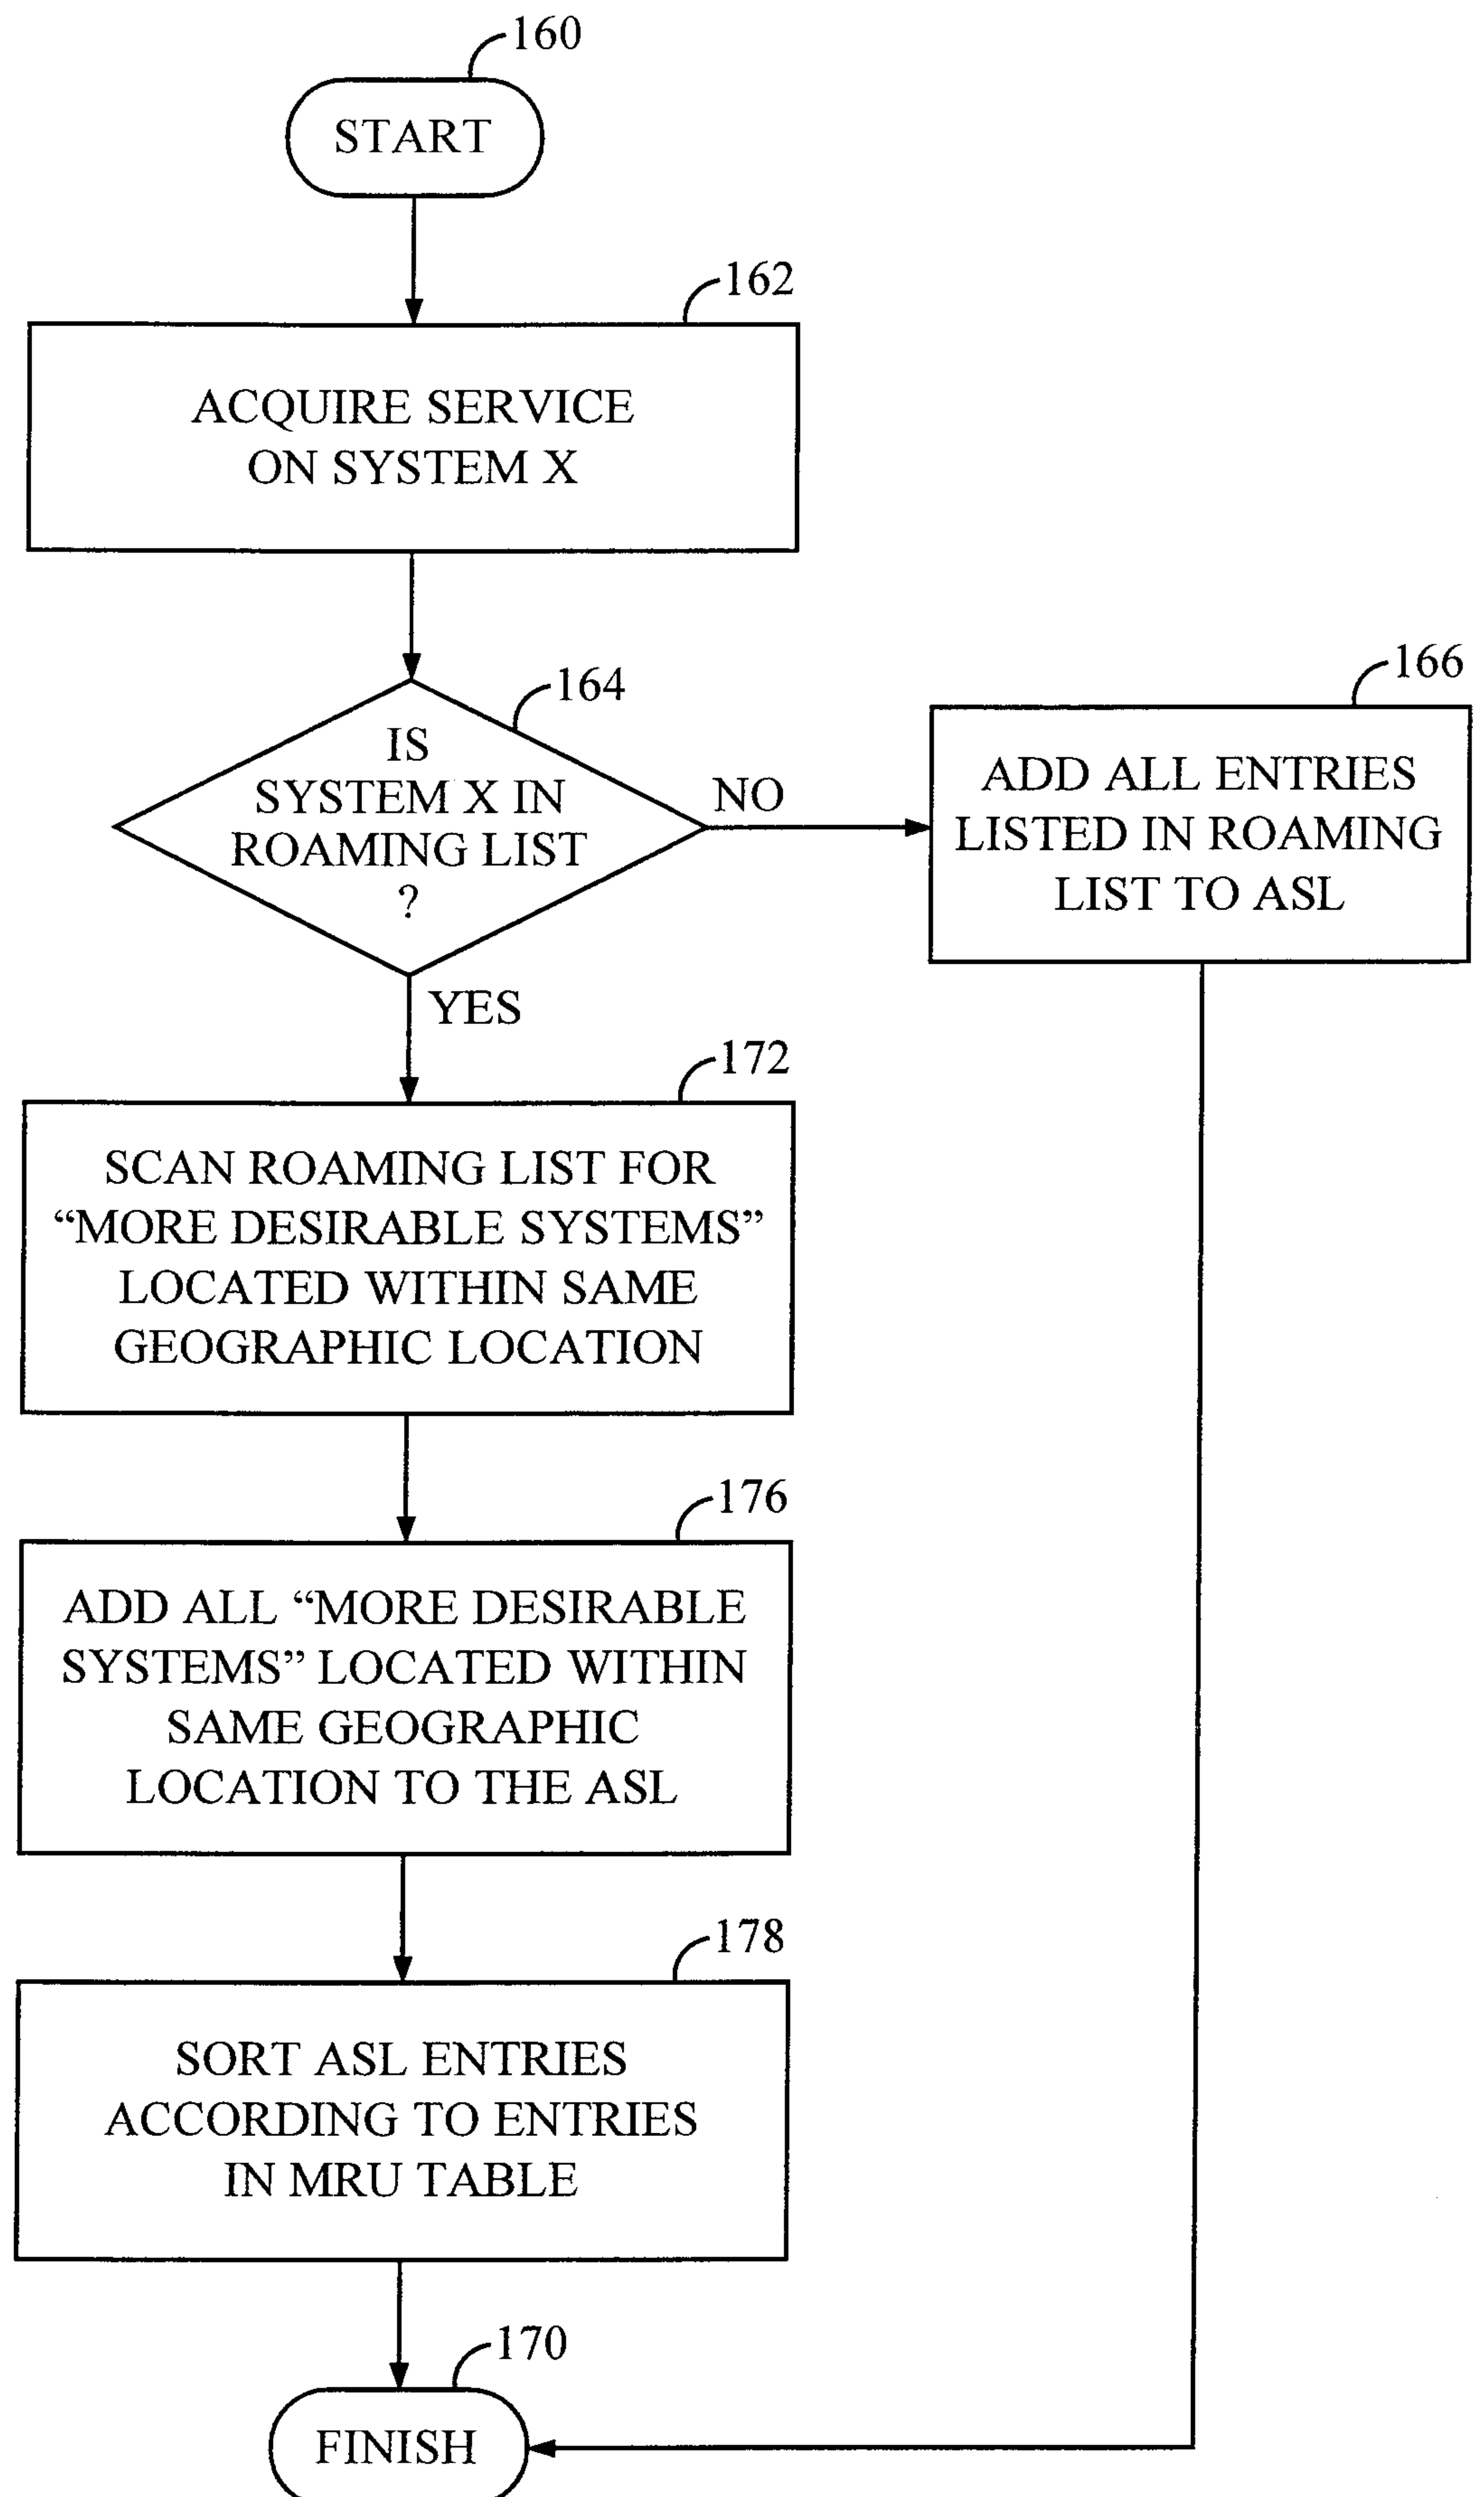 160
START
162
ACQUIRE SERVICE
ON SYSTEM X
164
IS
SYSTEM X IN
ROAMING LIST
?
NO
166
ADD ALL ENTRIES
LISTED IN ROAMING
LIST TO ASL
YES
172
SCAN ROAMING LIST FOR
“MORE DESIRABLE SYSTEMS”
LOCATED WITHIN SAME
GEOGRAPHIC LOCATION
176
ADD ALL “MORE DESIRABLE
SYSTEMS” LOCATED WITHIN
SAME GEOGRAPHIC
LOCATION TO THE ASL
178
SORT ASL ENTRIES
ACCORDING TO ENTRIES
IN MRU TABLE
170
FINISH